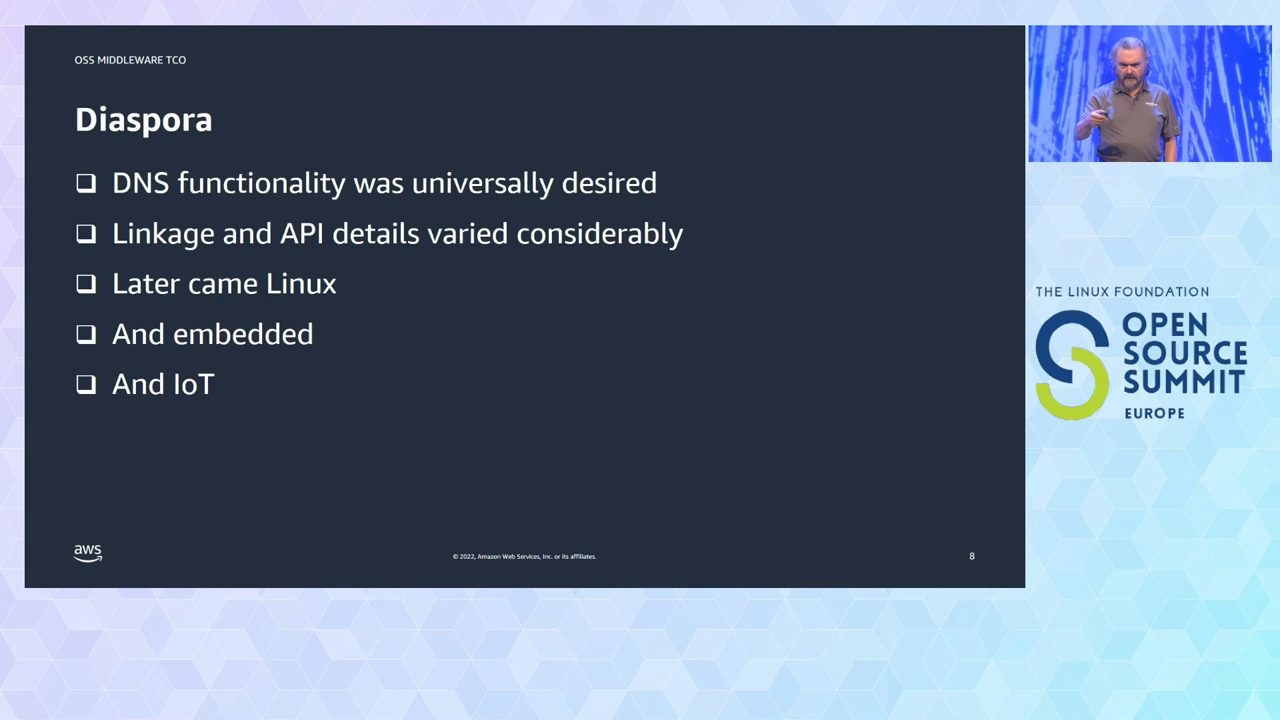 OSS MIDDLEWARE TCO
Diaspora
DNS functionality was universally desired
Linkage and API details varied considerably
Later came Linux
And embedded
And IoT
aws
© 2022, Amazon Web Services, Inc. or its affiliates.
8
THE LINUX FOUNDATION
OPEN
SOURCE
SUMMIT
EUROPE